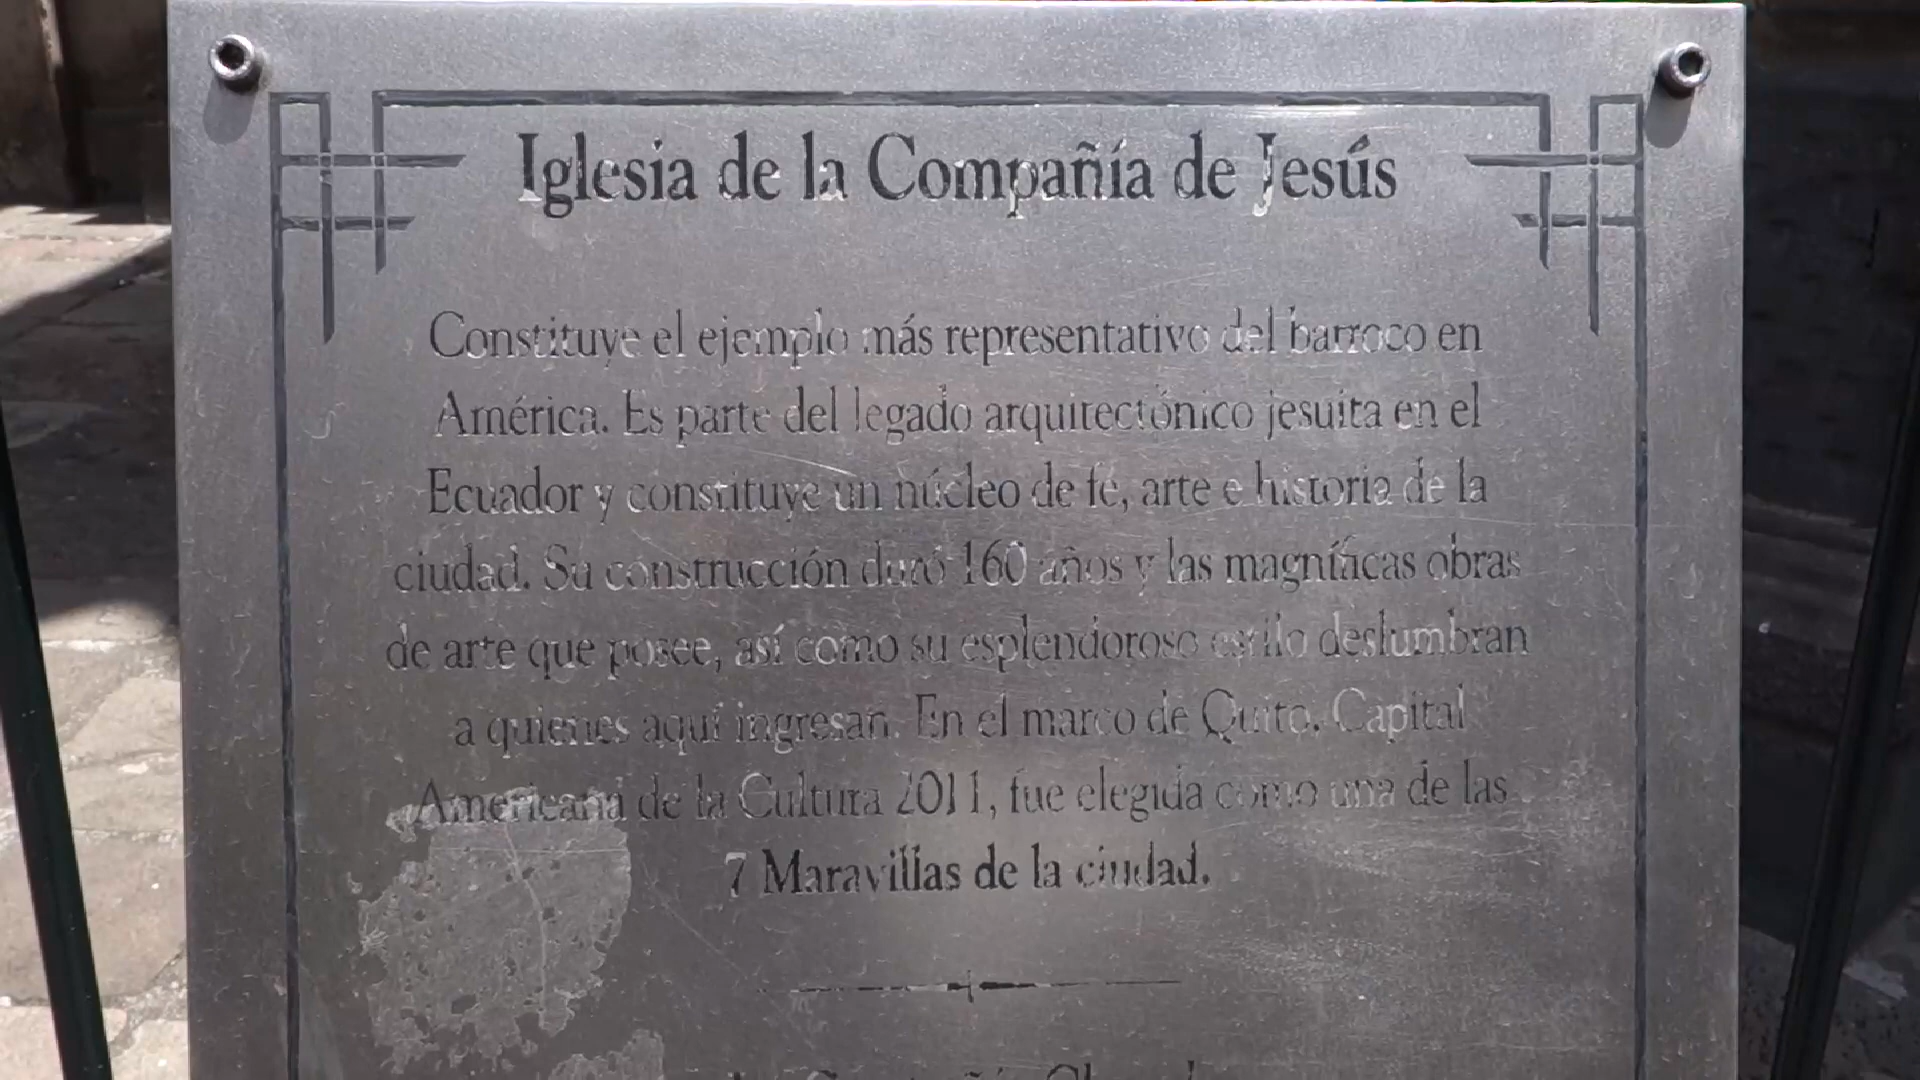 Iglesia de la Compañía de Jesús
Constituye el ejemplo más representativo del barroco en
América. Es parte del legado arquitectónico jesuita en el
Ecuador y constituye un núcleo de fe, arte e historia de la
ciudad. Su construcción duró 160 años y las magníficas obras
de arte que posee, así como su esplendoroso estilo deslumbran
a quienes aquí ingresan. En el marco de Quito, Capital
Americana de la Cultura 2011, fue elegida como una de las
7 Maravillas de la ciudad.